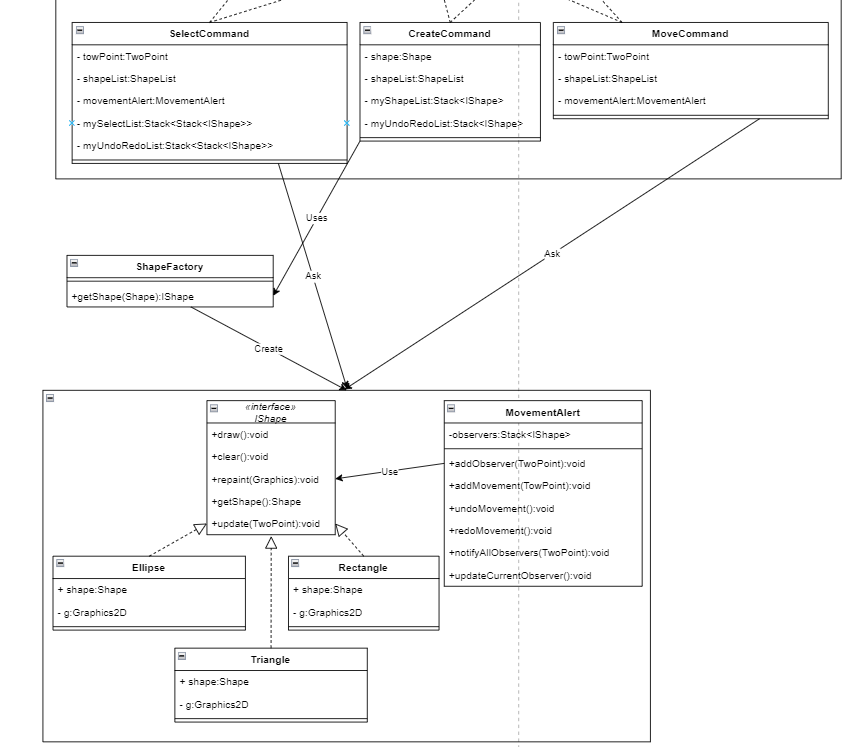 SelectCommand
- towPoint:TwoPoint
- shapeList:ShapeList
- movementAlert:MovementAlert
- mySelectList:Stack<Stack<IShape>>
- myUndoRedoList:Stack<Stack<IShape>>
CreateCommand
- shape:Shape
- shapeList:ShapeList
- myShapeList:Stack<IShape>
- myUndoRedoList:Stack<IShape>
MoveCommand
- towPoint:TwoPoint
- shapeList:ShapeList
- movementAlert:MovementAlert
Uses
Ask
Ask
ShapeFactory
+getShape(Shape):IShape
Create
«interface»
IShape
+draw():void
+clear():void
+repaint(Graphics):void
+getShape():Shape
+update(TwoPoint):void
Use
MovementAlert
-observers:Stack<IShape>
+addObserver(TwoPoint):void
+addMovement(TowPoint):void
+undoMovement():void
+redoMovement():void
+notifyAllObservers(TwoPoint):void
+updateCurrentObserver():void
Ellipse
+ shape:Shape
- g:Graphics2D
Rectangle
+ shape:Shape
- g:Graphics2D
Triangle
+ shape:Shape
- g:Graphics2D